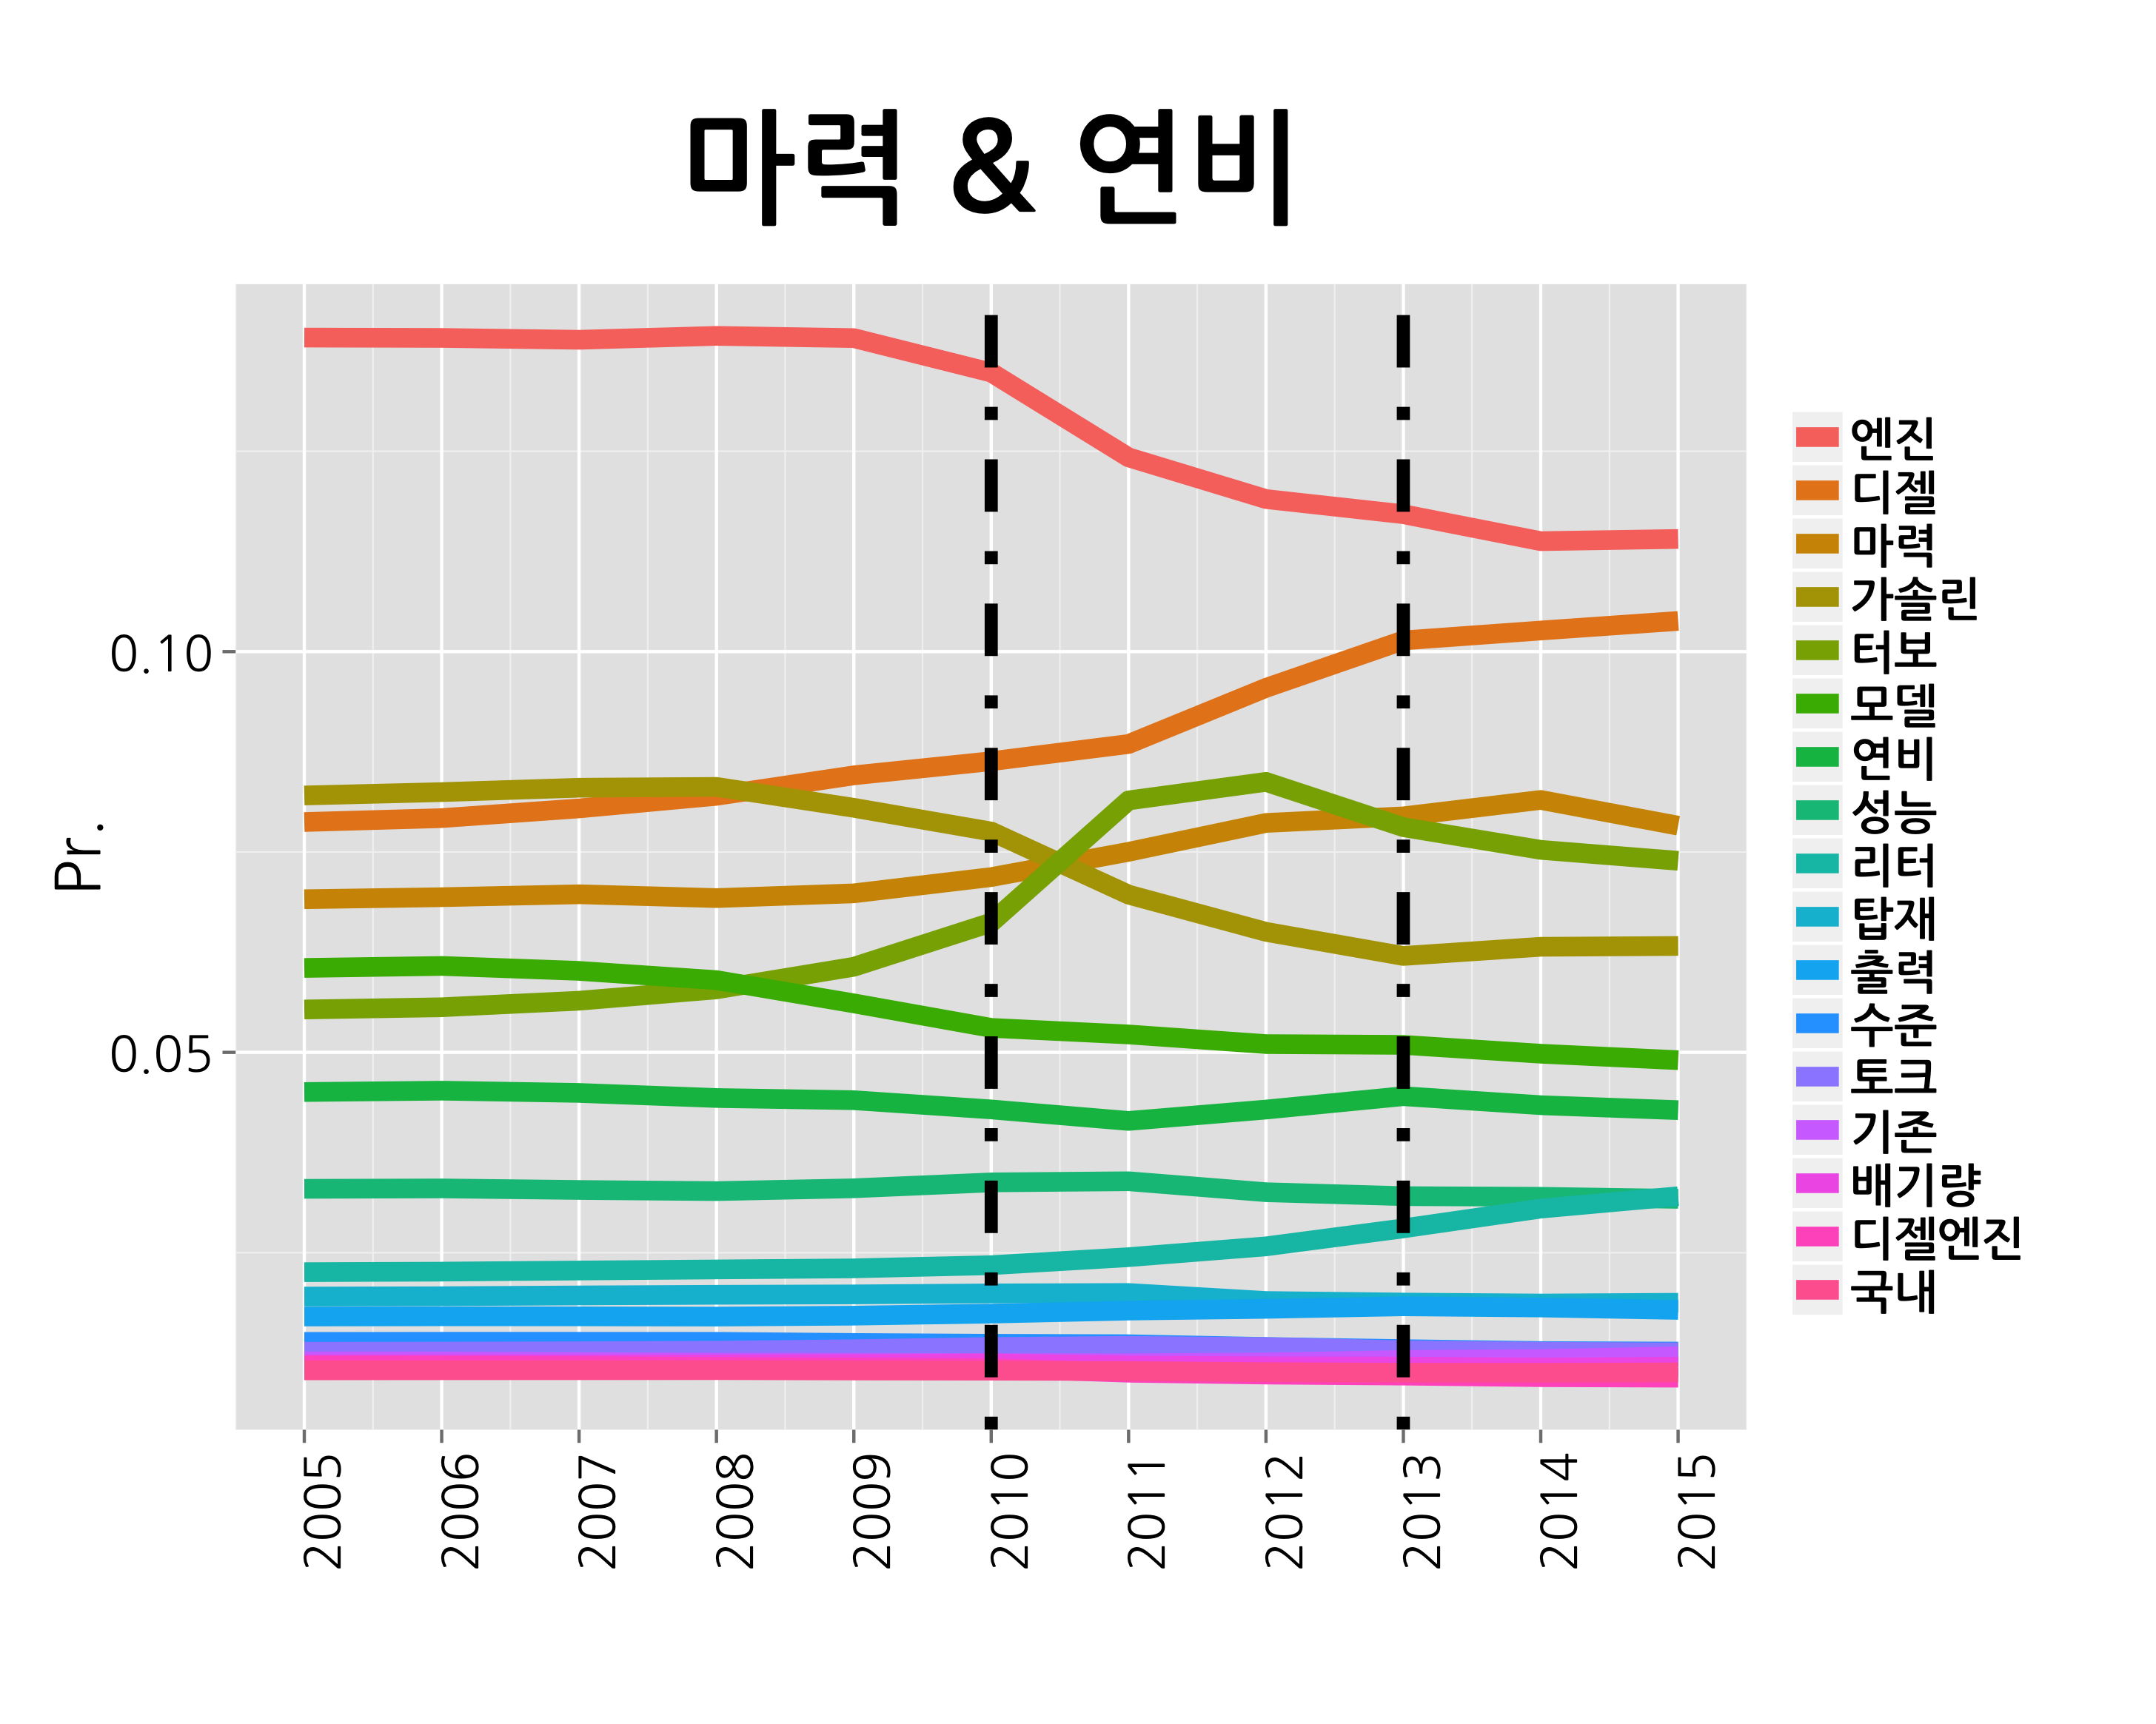 마력 & 연비
Pr.
0.10
0.05
2005
2006
2007
2008
2009
2010
2011
2012
2013
2014
2015
엔진
디젤
마력
가솔린
터보
모델
연비
성능
리터
탑재
출력
수준
토크
기존
배기량
디젤엔진
국내